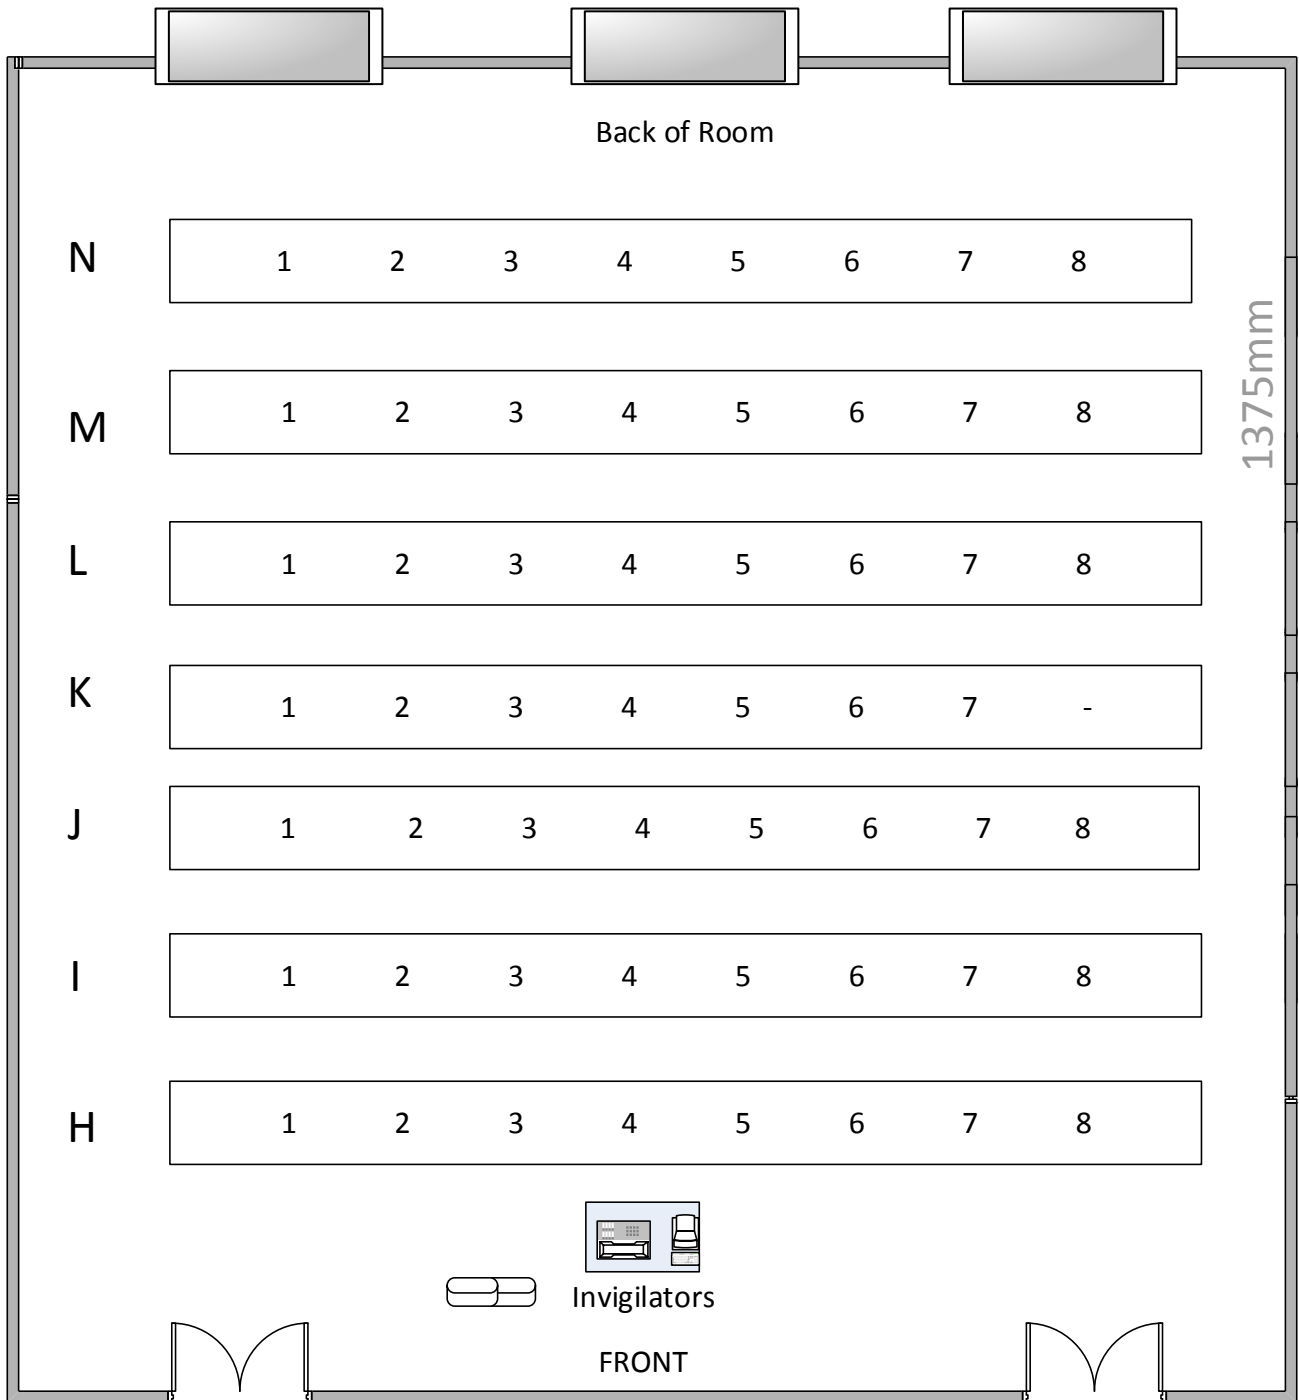 Back of Room
N 1 2 3 4 5 6 7 8
1375mm
M 1 2 3 4 5 6 7 8
L 1 2 3 4 5 6 7 8
K 1 2 3 4 5 6 7 -
J 1 2 3 4 5 6 7 8
I 1 2 3 4 5 6 7 8
H 1 2 3 4 5 6 7 8
Invigilators
FRONT